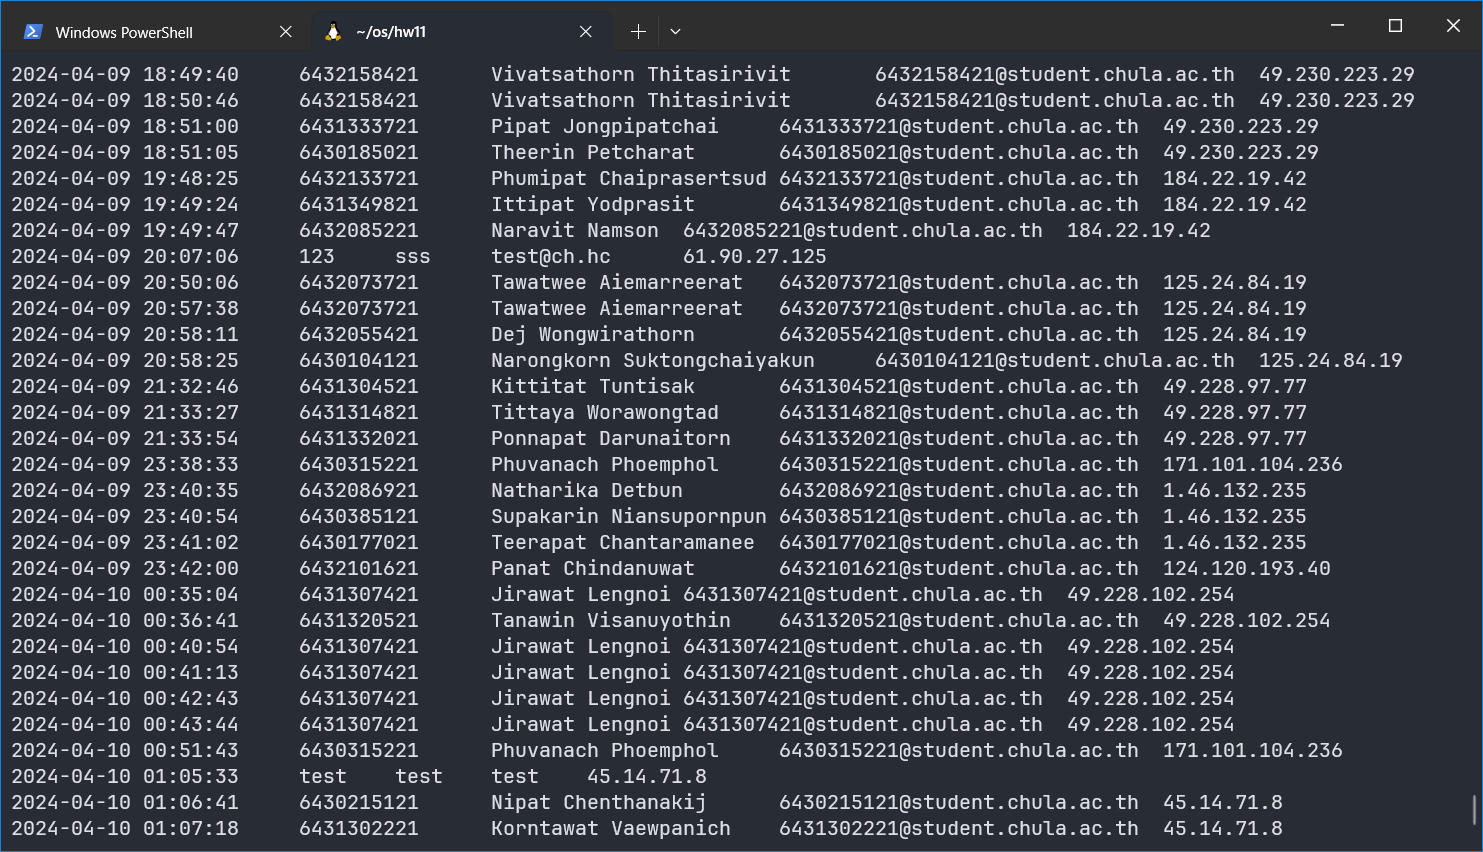 Windows PowerShell ~/os/hw11
2024-04-09 18:49:40 6432158421 Vivatsathorn Thitasirivit 6432158421@student.chula.ac.th 49.230.223.29
2024-04-09 18:50:46 6432158421 Vivatsathorn Thitasirivit 6432158421@student.chula.ac.th 49.230.223.29
2024-04-09 18:51:00 6431333721 Pipat Jongpipatchai 6431333721@student.chula.ac.th 49.230.223.29
2024-04-09 18:51:05 6430185021 Theerin Petcharat 6430185021@student.chula.ac.th 49.230.223.29
2024-04-09 19:48:25 6432133721 Phumipat Chaiprasertsud 6432133721@student.chula.ac.th 184.22.19.42
2024-04-09 19:49:24 6431349821 Ittipat Yodprasit 6431349821@student.chula.ac.th 184.22.19.42
2024-04-09 19:49:47 6432085221 Naravit Namson 6432085221@student.chula.ac.th 184.22.19.42
2024-04-09 20:07:06 123 sss test@ch.hc 61.90.27.125
2024-04-09 20:50:06 6432073721 Tawatwee Aiemarreerat 6432073721@student.chula.ac.th 125.24.84.19
2024-04-09 20:57:38 6432073721 Tawatwee Aiemarreerat 6432073721@student.chula.ac.th 125.24.84.19
2024-04-09 20:58:11 6432055421 Dej Wongwirathorn 6432055421@student.chula.ac.th 125.24.84.19
2024-04-09 20:58:25 6430104121 Narongkorn Suktongchaiyakun 6430104121@student.chula.ac.th 125.24.84.19
2024-04-09 21:32:46 6431304521 Kittitat Tuntisak 6431304521@student.chula.ac.th 49.228.97.77
2024-04-09 21:33:27 6431314821 Tittaya Worawongtad 6431314821@student.chula.ac.th 49.228.97.77
2024-04-09 21:33:54 6431332021 Ponnapat Darunaitorn 6431332021@student.chula.ac.th 49.228.97.77
2024-04-09 23:38:33 6430315221 Phuvanach Phoemphol 6430315221@student.chula.ac.th 171.101.104.236
2024-04-09 23:40:35 6432086921 Natharika Detbun 6432086921@student.chula.ac.th 1.46.132.235
2024-04-09 23:40:54 6430385121 Supakarin Niansupornpun 6430385121@student.chula.ac.th 1.46.132.235
2024-04-09 23:41:02 6430177021 Teerapat Chantaramanee 6430177021@student.chula.ac.th 1.46.132.235
2024-04-09 23:42:00 6432101621 Panat Chindanuwat 6432101621@student.chula.ac.th 124.120.193.40
2024-04-10 00:35:04 6431307421 Jirawat Lengnoi 6431307421@student.chula.ac.th 49.228.102.254
2024-04-10 00:36:41 6431320521 Tanawin Visanuyothin 6431320521@student.chula.ac.th 49.228.102.254
2024-04-10 00:40:54 6431307421 Jirawat Lengnoi 6431307421@student.chula.ac.th 49.228.102.254
2024-04-10 00:41:13 6431307421 Jirawat Lengnoi 6431307421@student.chula.ac.th 49.228.102.254
2024-04-10 00:42:43 6431307421 Jirawat Lengnoi 6431307421@student.chula.ac.th 49.228.102.254
2024-04-10 00:43:44 6431307421 Jirawat Lengnoi 6431307421@student.chula.ac.th 49.228.102.254
2024-04-10 00:51:43 6430315221 Phuvanach Phoemphol 6430315221@student.chula.ac.th 171.101.104.236
2024-04-10 01:05:33 test test test 45.14.71.8
2024-04-10 01:06:41 6430215121 Nipat Chenthanakij 6430215121@student.chula.ac.th 45.14.71.8
2024-04-10 01:07:18 6431302221 Korntawat Vaewpanich 6431302221@student.chula.ac.th 45.14.71.8